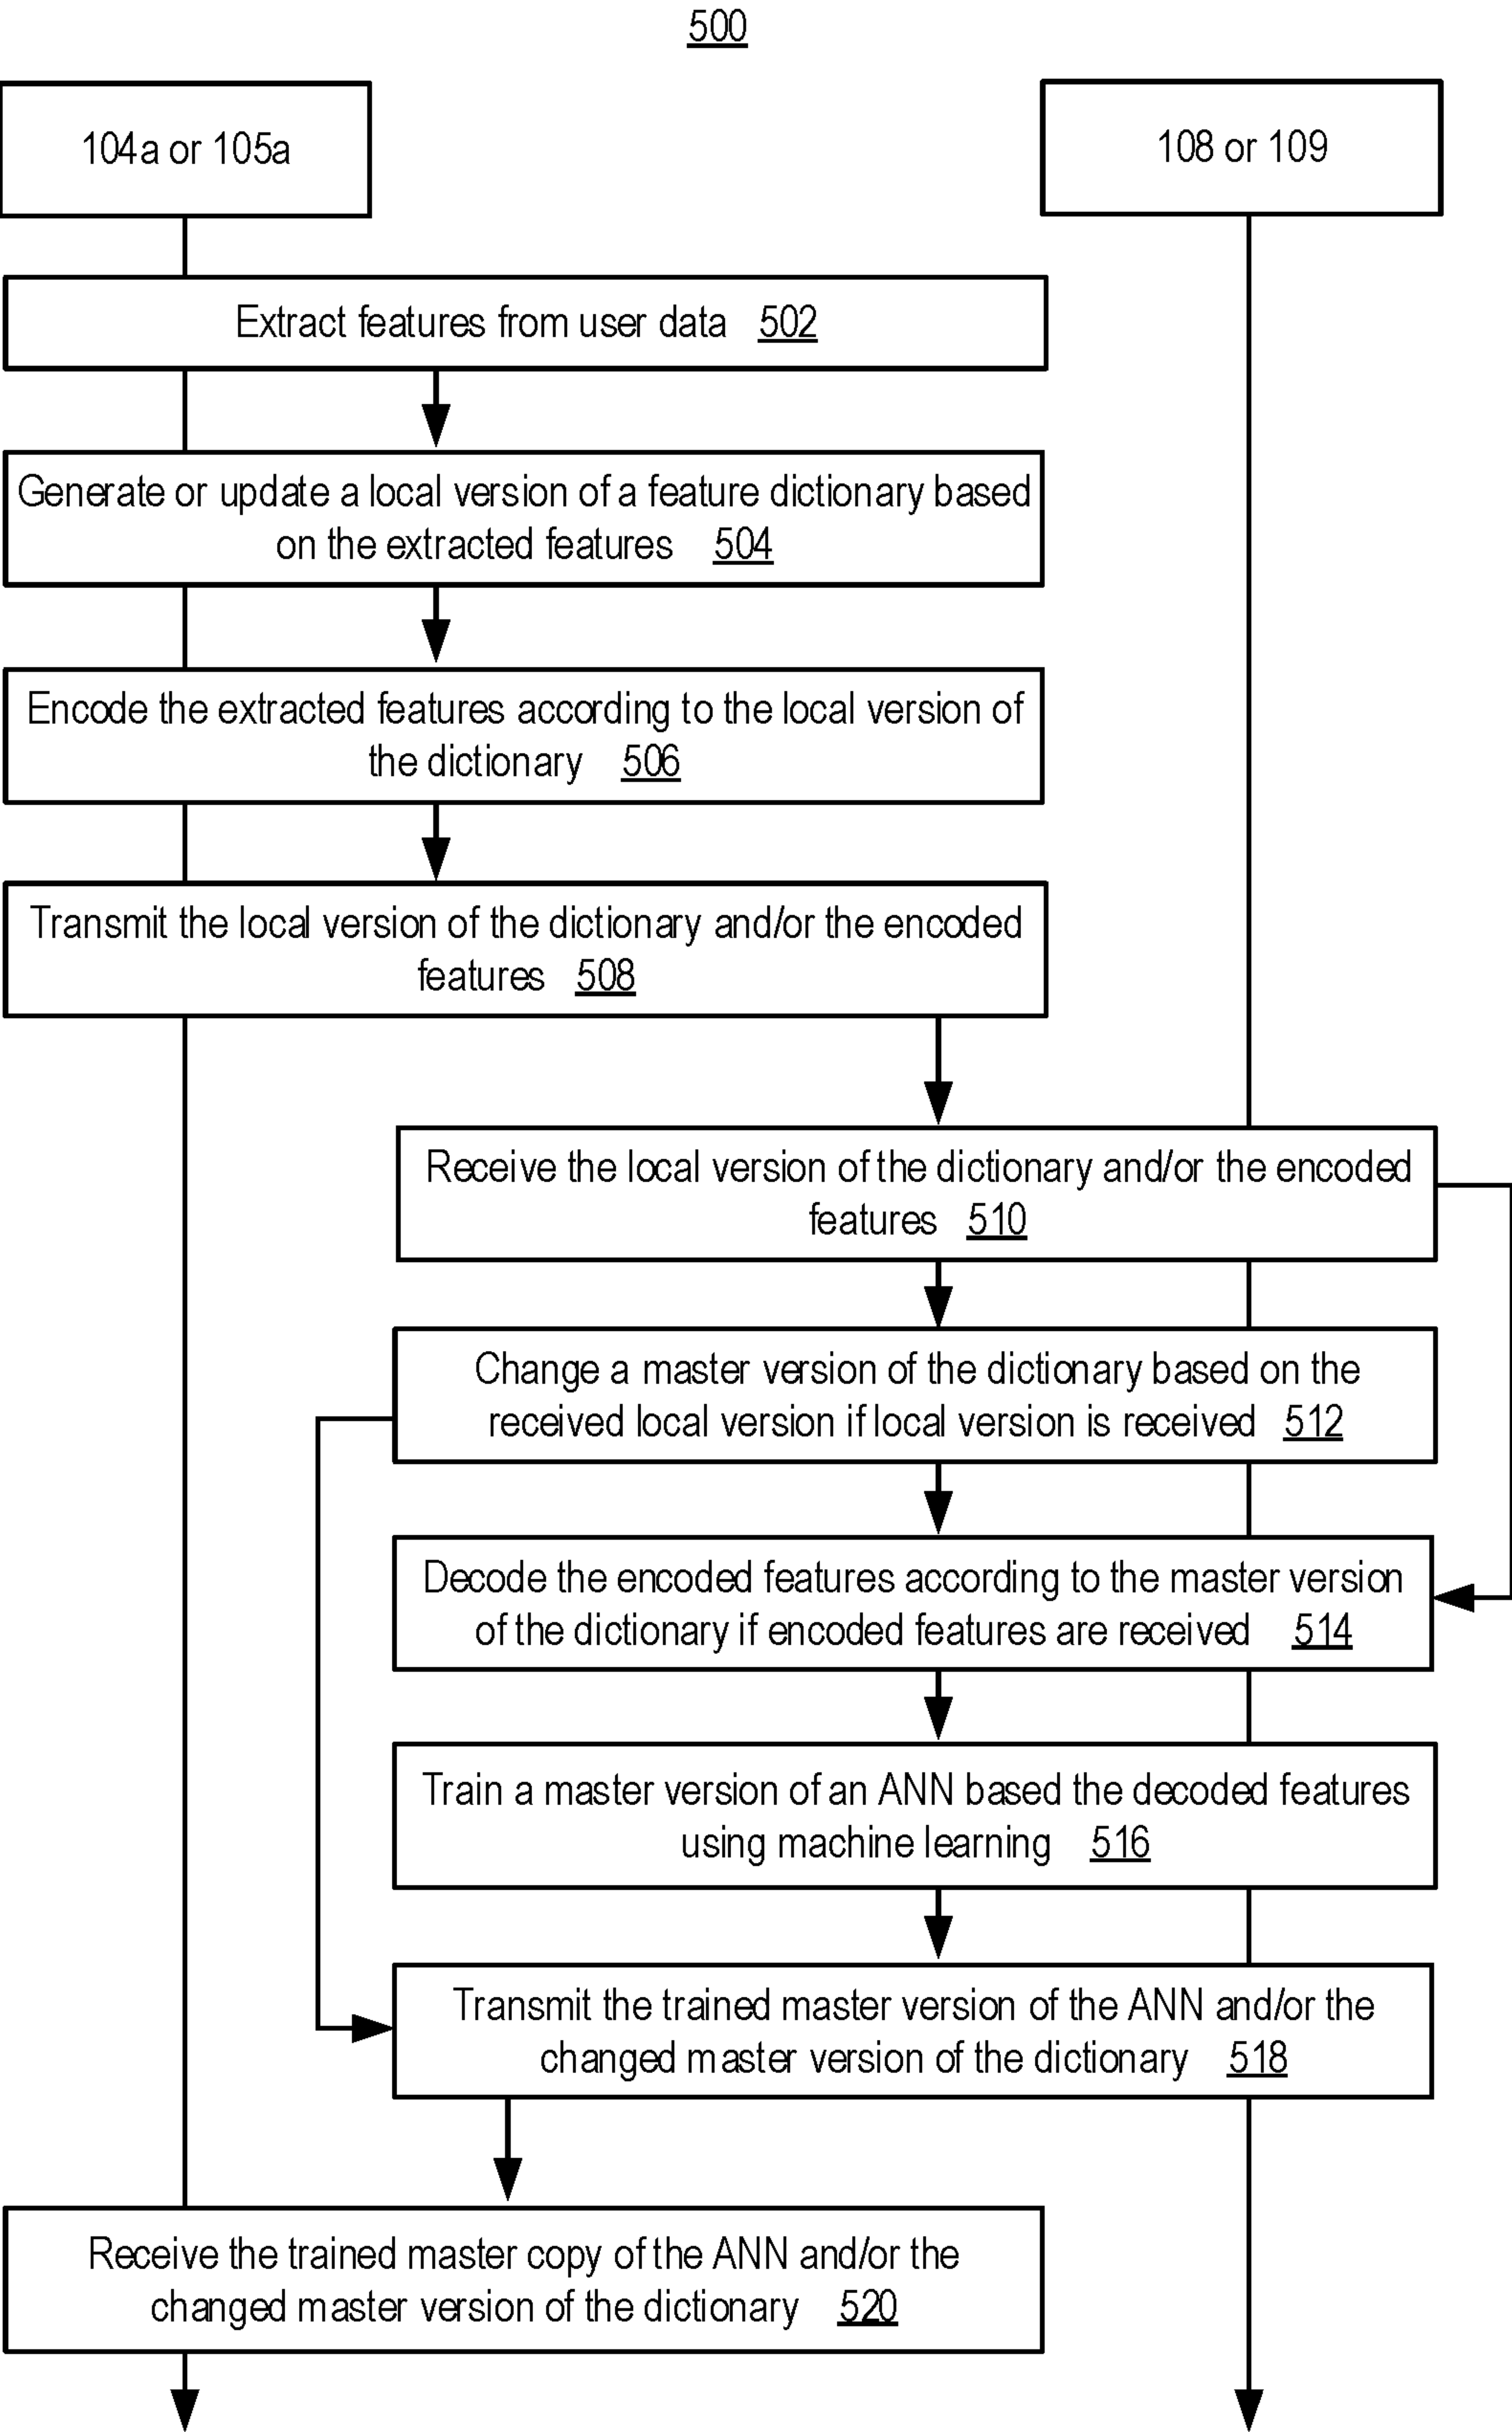 500
104a or 105a
108 or 109
Extract features from user data 502
Generate or update a local version of a feature dictionary based
on the extracted features 504
Encode the extracted features according to the local version of
the dictionary 506
Transmit the local version of the dictionary and/or the encoded
features 508
Receive the local version of the dictionary and/or the encoded
features 510
Change a master version of the dictionary based on the
received local version if local version is received 512
Decode the encoded features according to the master version
of the dictionary if encoded features are received 514
Train a master version of an ANN based the decoded features
using machine learning 516
Transmit the trained master version of the ANN and/or the
changed master version of the dictionary 518
Receive the trained master copy of the ANN and/or the
changed master version of the dictionary 520